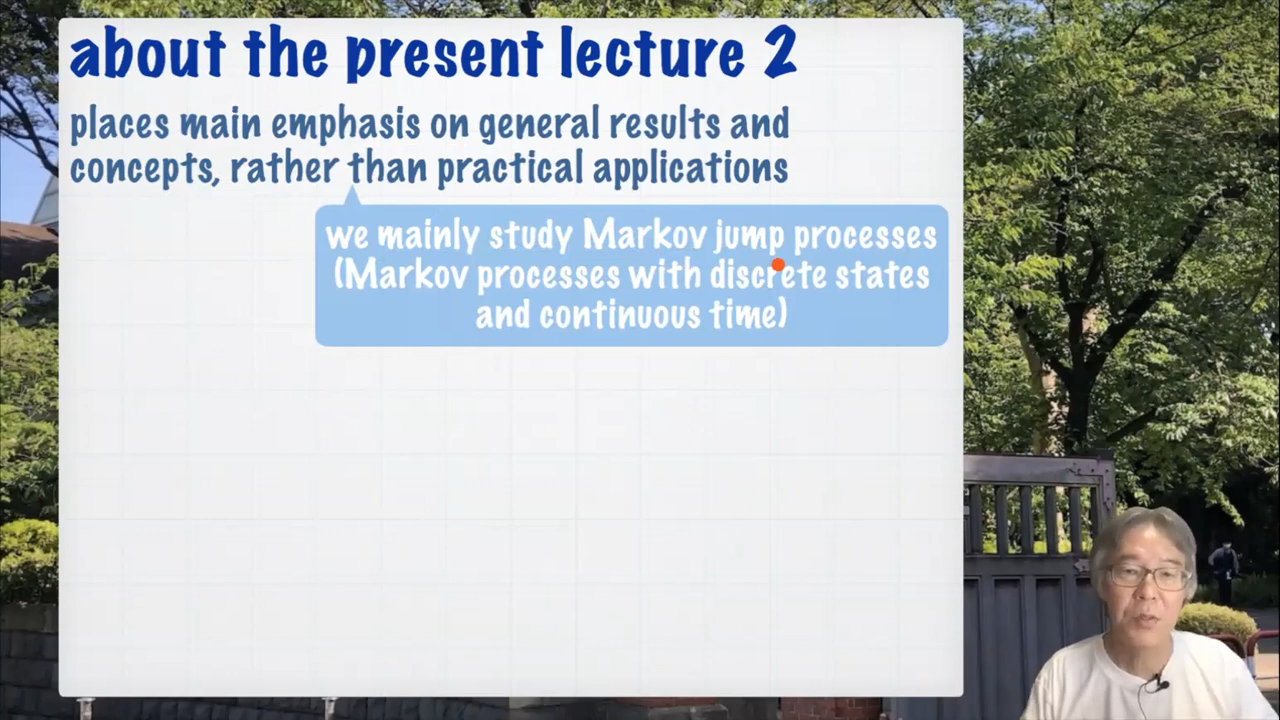 about the present lecture 2
places main emphasis on general results and
concepts, rather than practical applications
we mainly study Markov jump processes
(Markov processes with discrete states
and continuous time)